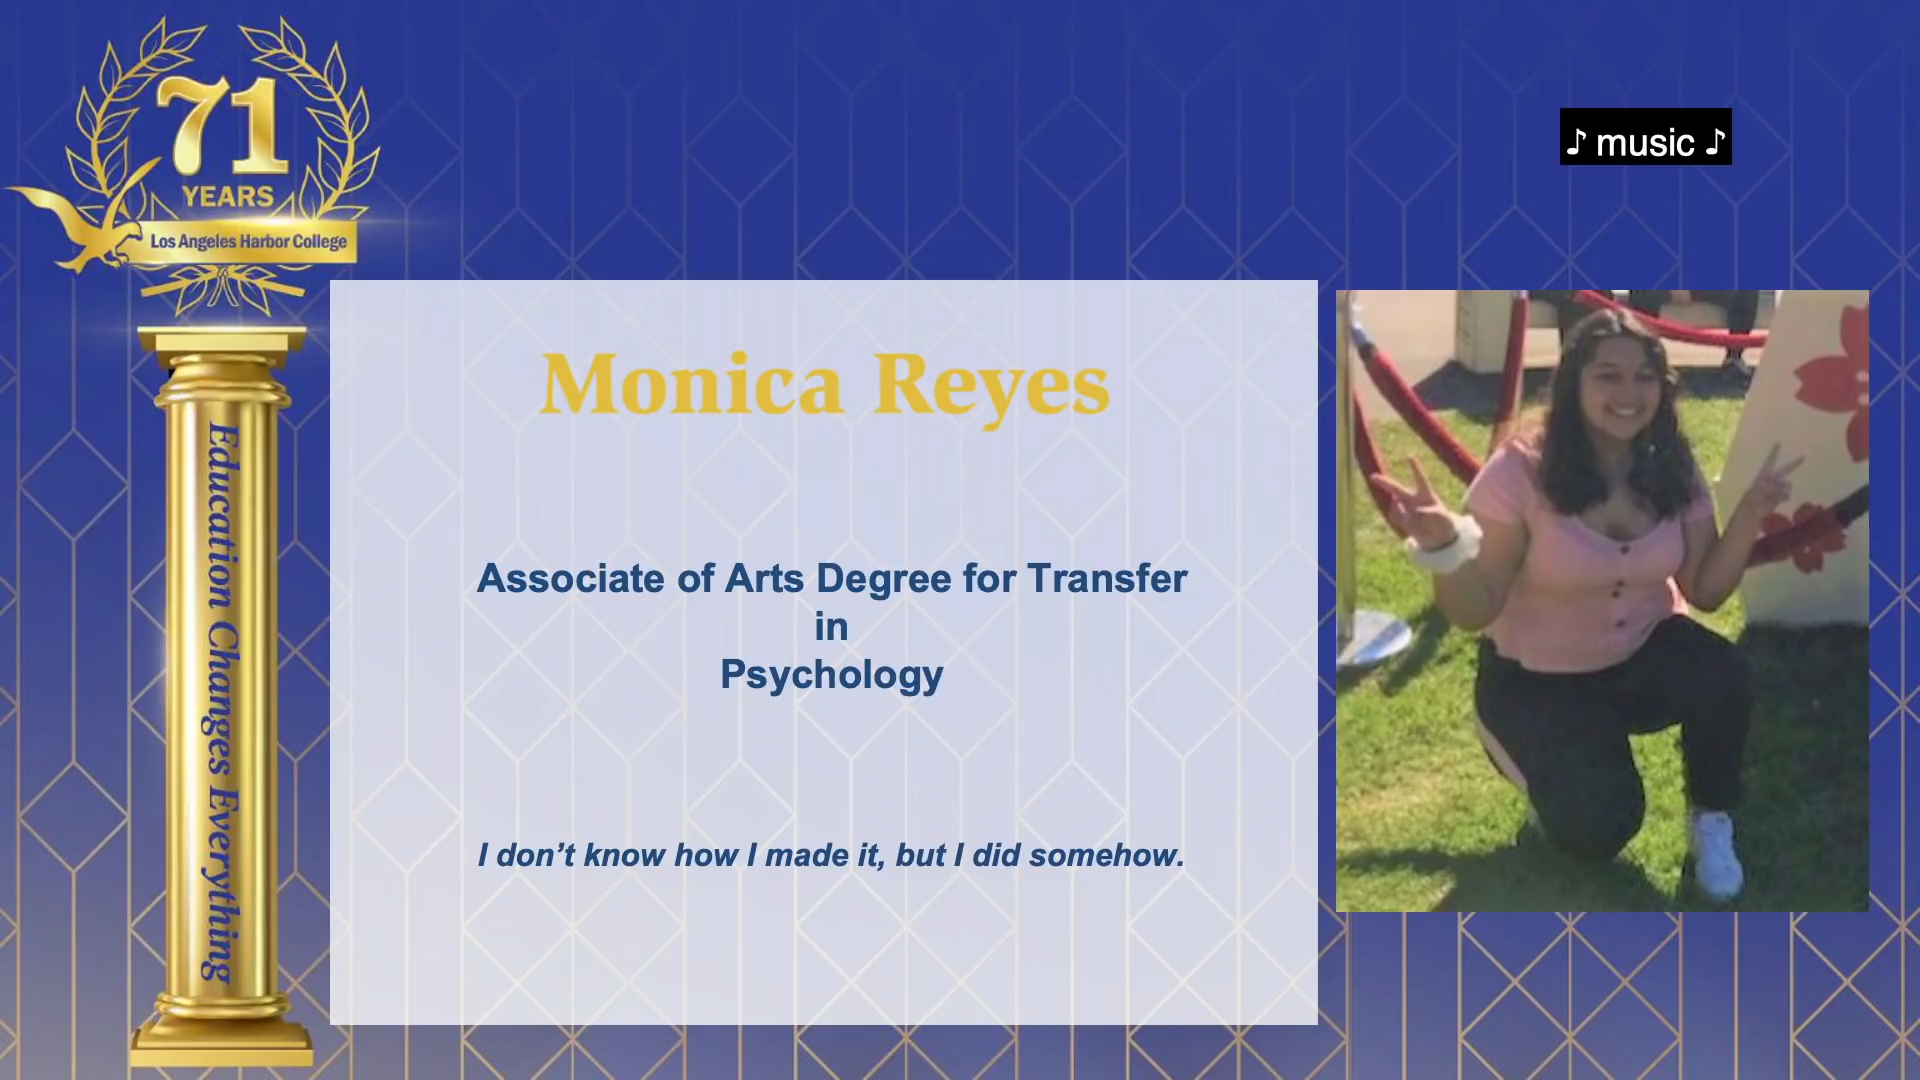 71
YEARS
Los Angeles Harbor College
Education Changes Everything
♪ music ♪
Monica Reyes
Associate of Arts Degree for Transfer
in
Psychology
I don’t know how I made it, but I did somehow.